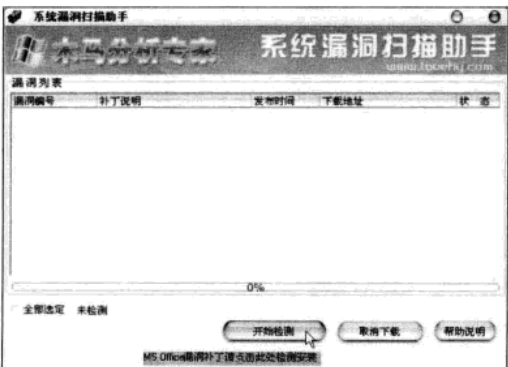 系统漏洞扫描助手
木马分析专家 系统漏洞扫描助手
漏洞列表
漏洞编号 补丁说明 发布时间 下载地址 状 态
0%
全部选定 未检测
开始检测 取消下载 帮助说明
MS Office漏洞补丁请点击此处检测安装